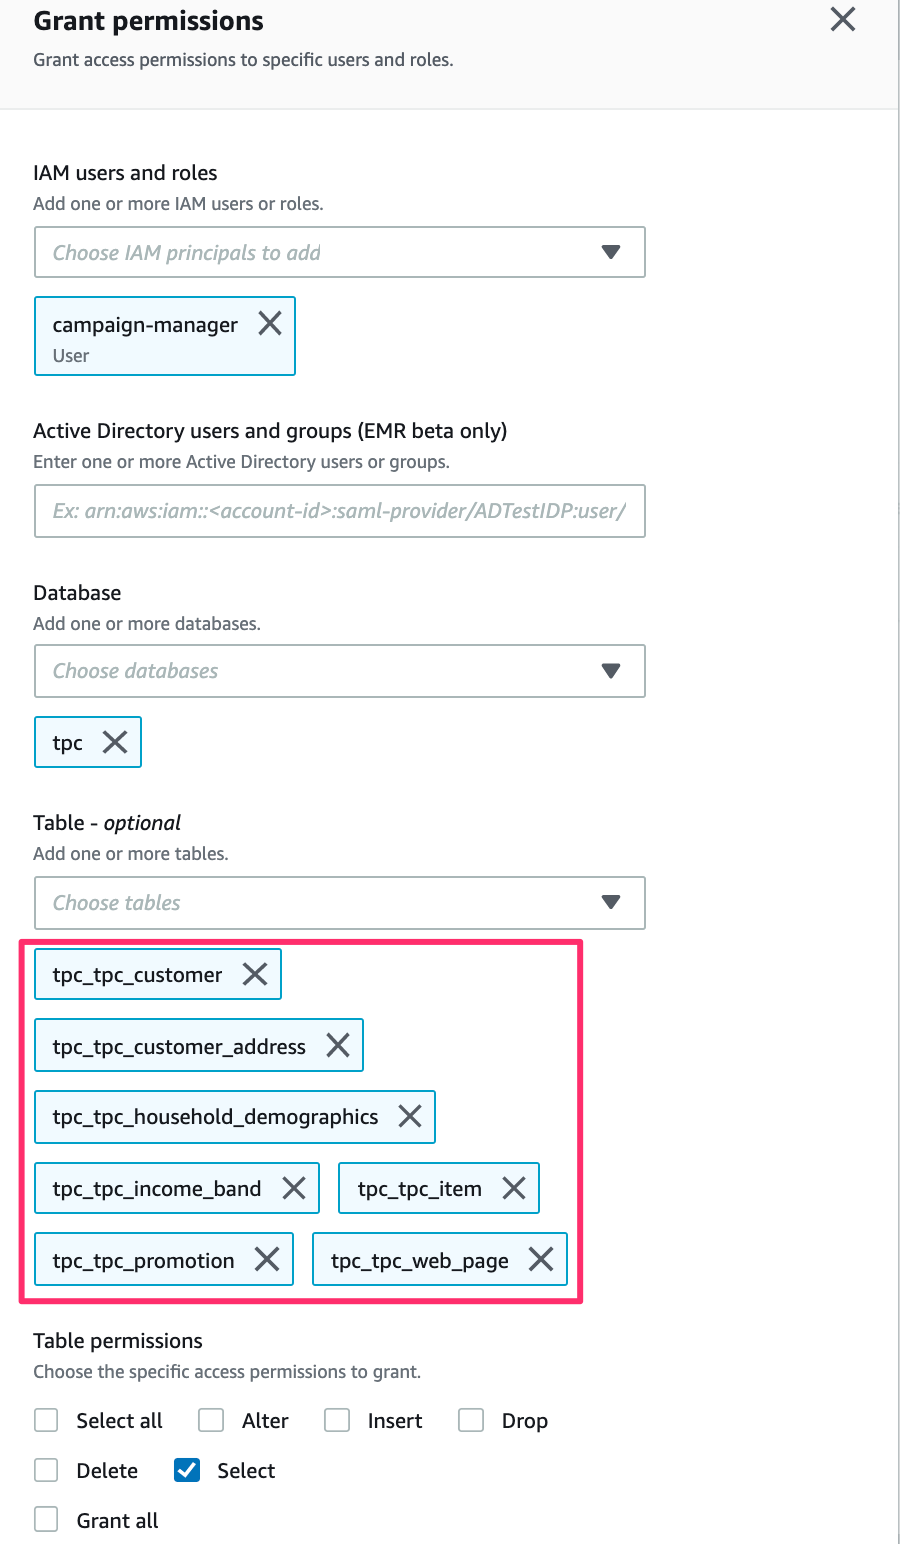 Grant permissions
Grant access permissions to specific users and roles.
IAM users and roles
Add one or more IAM users or roles.
Choose IAM principals to add
campaign-manager
User
Active Directory users and groups (EMR beta only)
Enter one or more Active Directory users or groups.
Ex: arn:aws:iam::<account-id>:saml-provider/ADTestIDP:user/
Database
Add one or more databases.
Choose databases
tpc
Table - optional
Add one or more tables.
Choose tables
tpc_tpc_customer
tpc_tpc_customer_address
tpc_tpc_household_demographics
tpc_tpc_income_band tpc_tpc_item
tpc_tpc_promotion tpc_tpc_web_page
Table permissions
Choose the specific access permissions to grant.
Select all Alter Insert Drop
Delete Select
Grant all